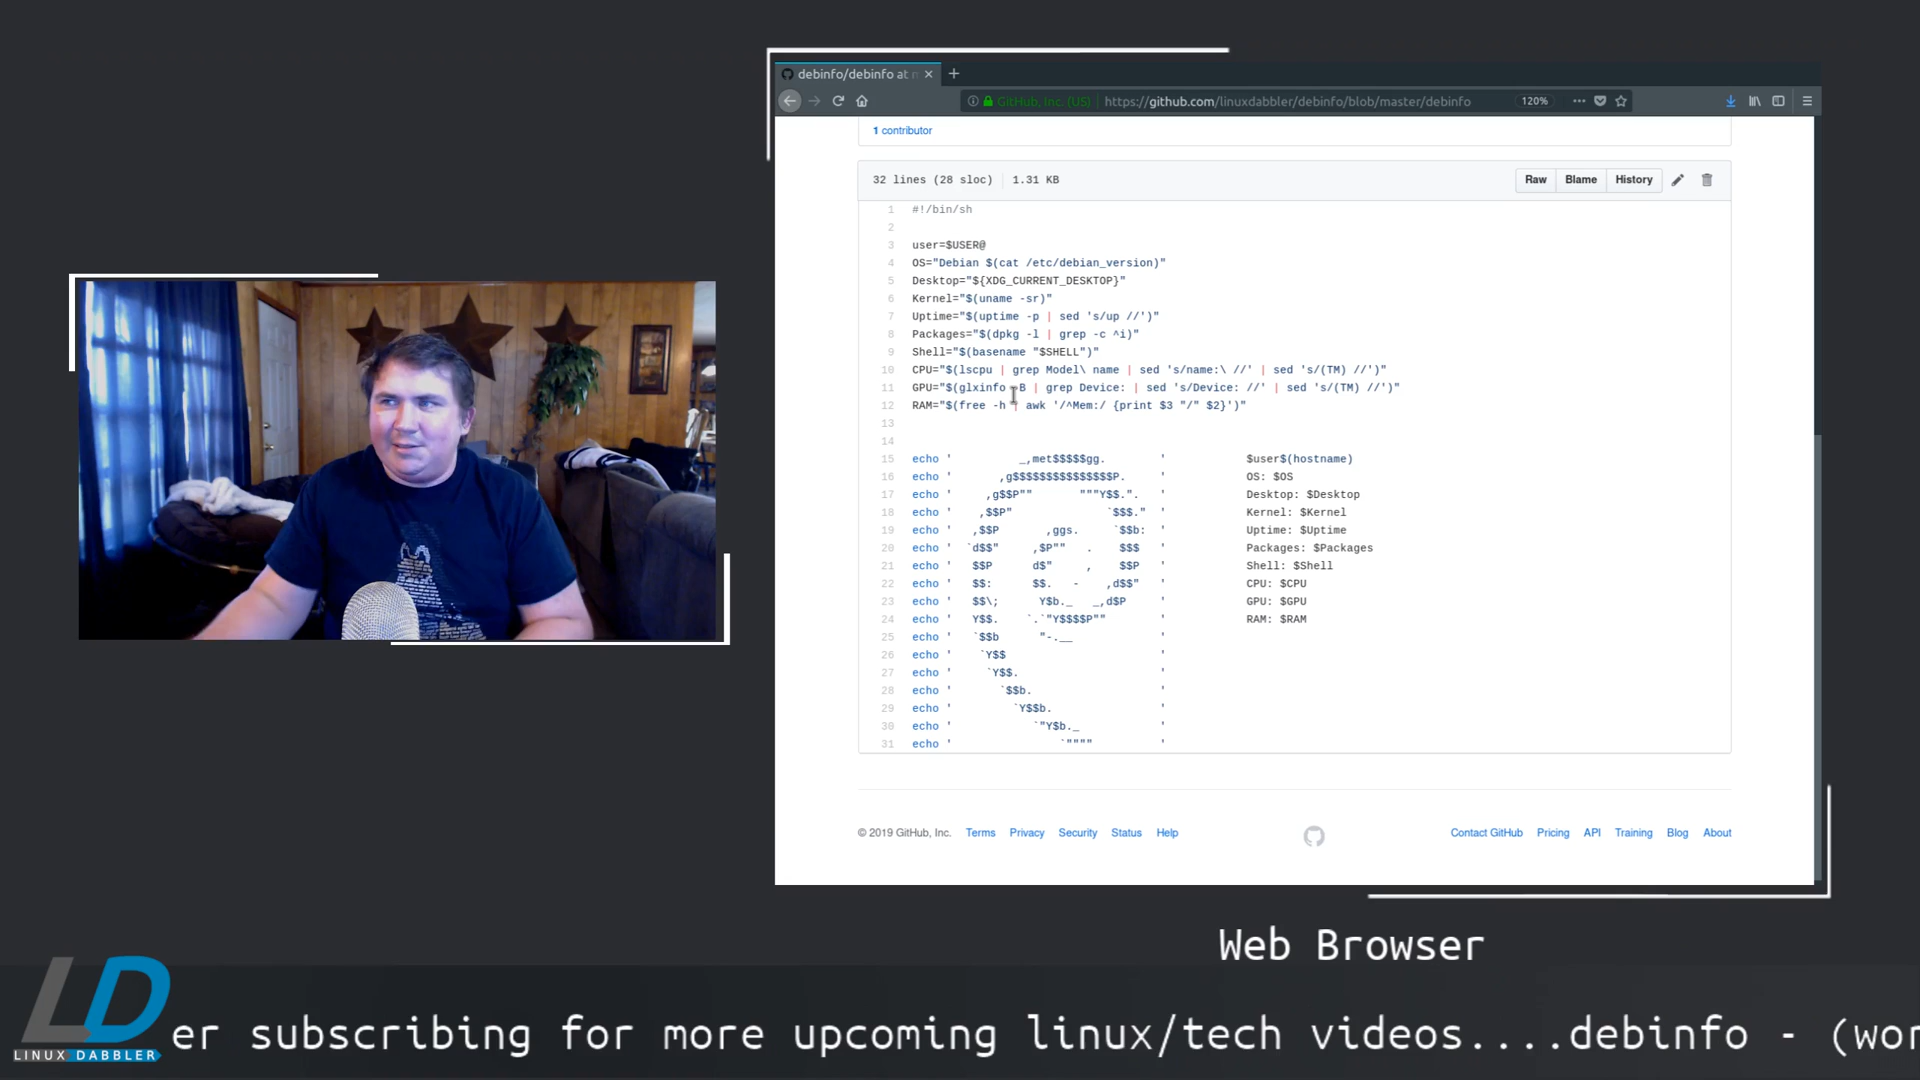 debinfo/debinfo at m
GitHub, Inc. (US) https://github.com/linuxdabbler/debinfo/blob/master/debinfo 120%
1 contributor
32 lines (28 sloc) 1.31 KB Raw Blame History
1 #!/bin/sh
2
3 user=$USER@
4 OS="Debian $(cat /etc/debian_version)"
5 Desktop="${XDG_CURRENT_DESKTOP}"
6 Kernel="$(uname -sr)"
7 Uptime="$(uptime -p | sed 's/up //')"
8 Packages="$(dpkg -l | grep -c ^i)"
9 Shell="$(basename "$SHELL")"
10 CPU="$(lscpu | grep Model\ name | sed 's/name:\ //' | sed 's/(TM) //')"
11 GPU="$(glxinfo -B | grep Device: | sed 's/Device: //' | sed 's/(TM) //')"
12 RAM="$(free -h | awk '/^Mem:/ {print $3 "/" $2}')"
13
14
15 echo '          _,met$$$$$gg.         '            $user$(hostname)
16 echo '       ,g$$$$$$$$$$$$$$$P.      '            OS: $OS
17 echo '     ,g$$P""       """Y$$.".   '            Desktop: $Desktop
18 echo '    ,$$P"              `$$$."  '            Kernel: $Kernel
19 echo '   ,$$P       ,ggs.     `$$b:  '            Uptime: $Uptime
20 echo '  `d$$"     ,$P""   .    $$$   '            Packages: $Packages
21 echo '   $$P      d$"     ,    $$P   '            Shell: $Shell
22 echo '   $$:      $$.   -    ,d$$"   '            CPU: $CPU
23 echo '   $$\;      Y$b._   _,d$P     '            GPU: $GPU
24 echo '   Y$$.    `.`"Y$$$$P""        '            RAM: $RAM
25 echo '   `$$b      "-.__             '
26 echo '    `Y$$                       '
27 echo '     `Y$$.                     '
28 echo '       `$$b.                   '
29 echo '         `Y$$b.                '
30 echo '            `"Y$b._            '
31 echo '                `""""          '
© 2019 GitHub, Inc. Terms Privacy Security Status Help Contact GitHub Pricing API Training Blog About
Web Browser
LD
LINUX DABBLER
er subscribing for more upcoming linux/tech videos....debinfo - (wor